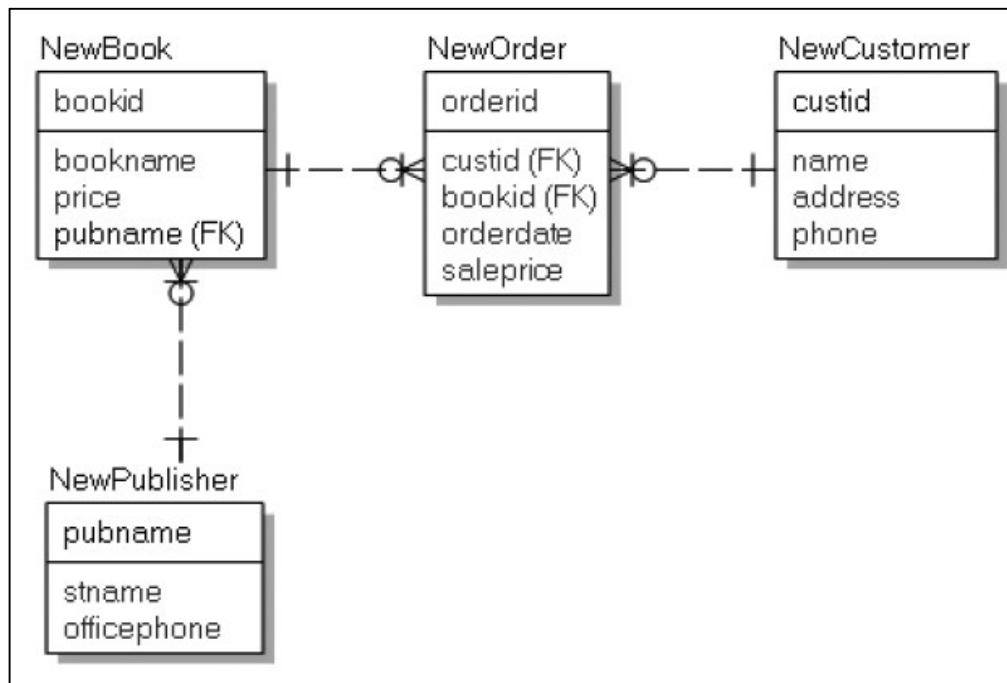 NewBook
bookid
bookname
price
pubname (FK)
NewOrder
orderid
custid (FK)
bookid (FK)
orderdate
saleprice
NewCustomer
custid
name
address
phone
NewPublisher
pubname
stname
officephone